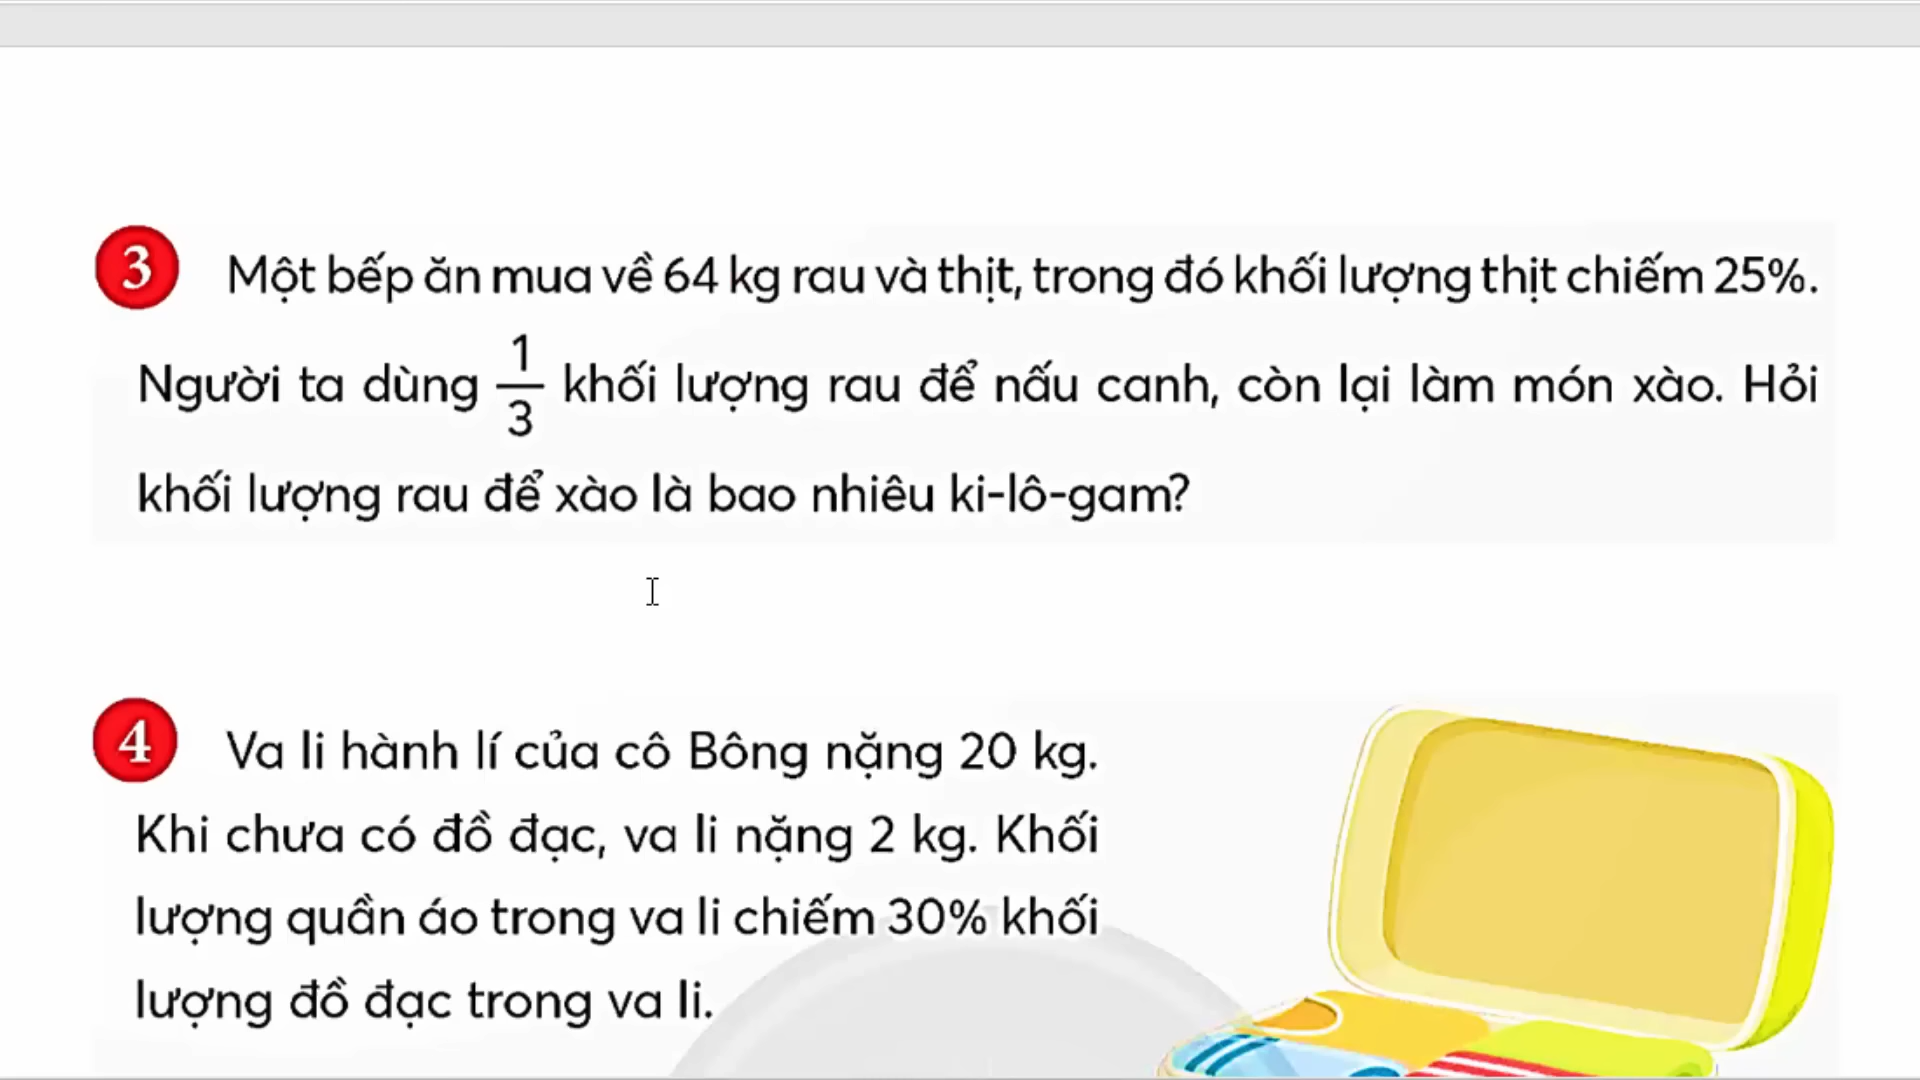 3 Một bếp ăn mua về 64 kg rau và thịt, trong đó khối lượng thịt chiếm 25%.
Người ta dùng 1/3 khối lượng rau để nấu canh, còn lại làm món xào. Hỏi
khối lượng rau để xào là bao nhiêu ki-lô-gam?
4 Va li hành lí của cô Bông nặng 20 kg.
Khi chưa có đồ đạc, va li nặng 2 kg. Khối
lượng quần áo trong va li chiếm 30% khối
lượng đồ đạc trong va li.